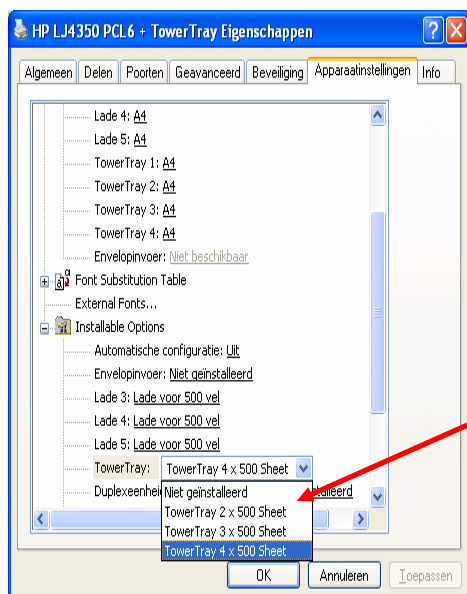 HP LJ4350 PCL6 + TowerTray Eigenschappen
Algemeen Delen Poorten Geavanceerd Beveiliging Apparaatinstellingen Info
Lade 4: A4
Lade 5: A4
TowerTray 1: A4
TowerTray 2: A4
TowerTray 3: A4
TowerTray 4: A4
Envelopinvoer: Niet beschikbaar
Font Substitution Table
External Fonts...
Installable Options
Automatische configuratie: Uit
Envelopinvoer: Niet geïnstalleerd
Lade 3: Lade voor 500 vel
Lade 4: Lade voor 500 vel
Lade 5: Lade voor 500 vel
TowerTray: TowerTray 4 x 500 Sheet
Niet geïnstalleerd
TowerTray 2 x 500 Sheet
TowerTray 3 x 500 Sheet
TowerTray 4 x 500 Sheet
OK Annuleren Toepassen